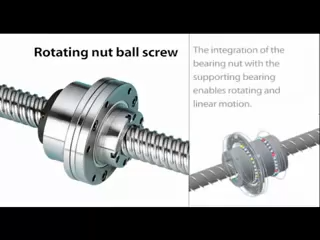 Rotating nut ball screw
The integration of the
bearing nut with the
supporting bearing
enables rotating and
linear motion.